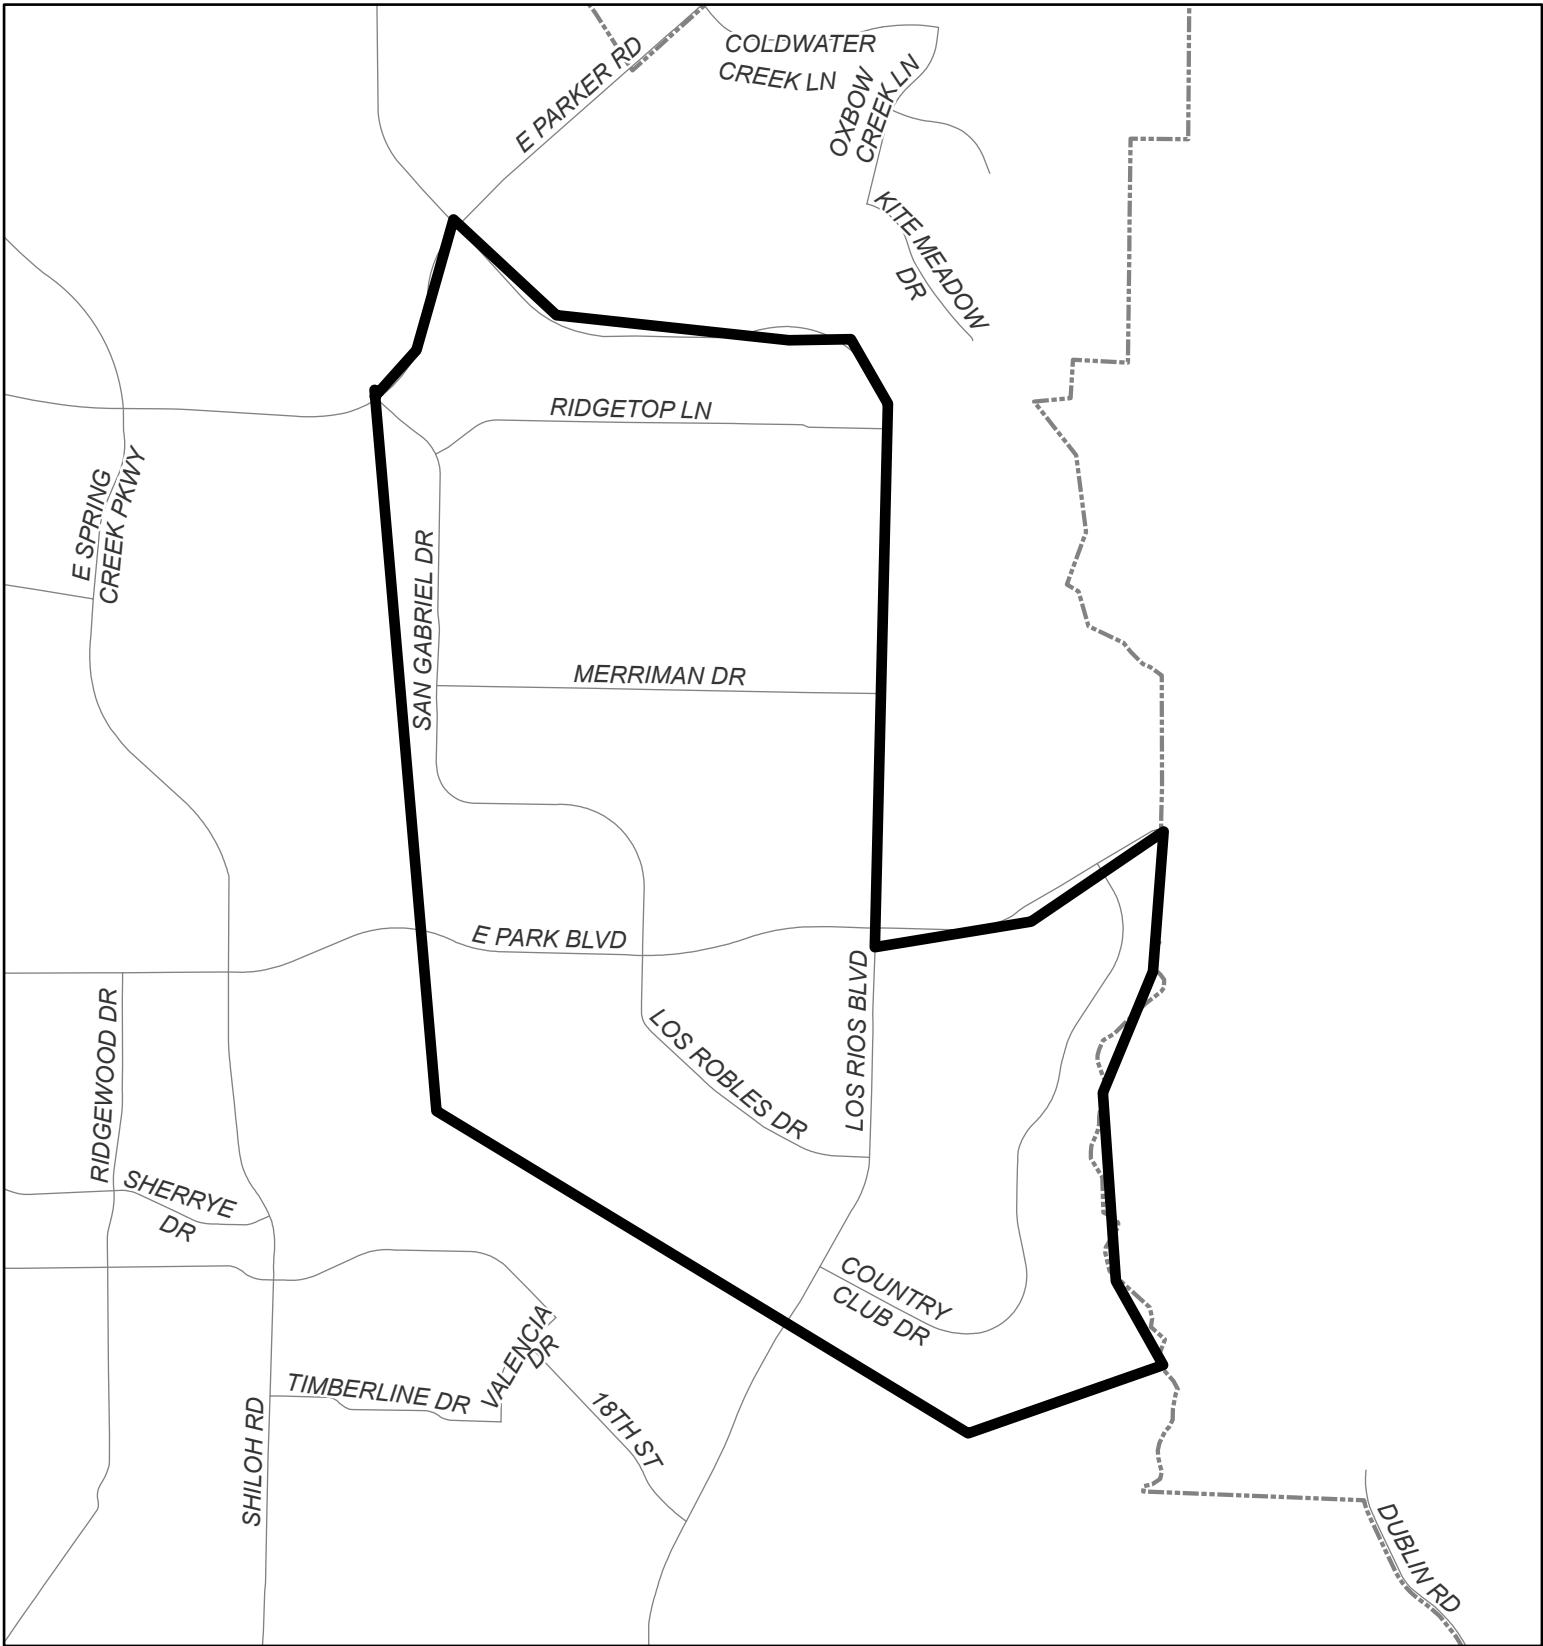 COLDWATER
CREEK LN
E PARKER RD
OXBOW
CREEK LN
KITE MEADOW
DR
RIDGETOP LN
E SPRING
CREEK PKWY
SAN GABRIEL DR
MERRIMAN DR
E PARK BLVD
LOS RIOS BLVD
RIDGEWOOD DR
LOS ROBLES DR
SHERRYE
DR
COUNTRY
CLUB DR
VALENCIA
DR
TIMBERLINE DR
18TH ST
SHILOH RD
DUBLIN RD